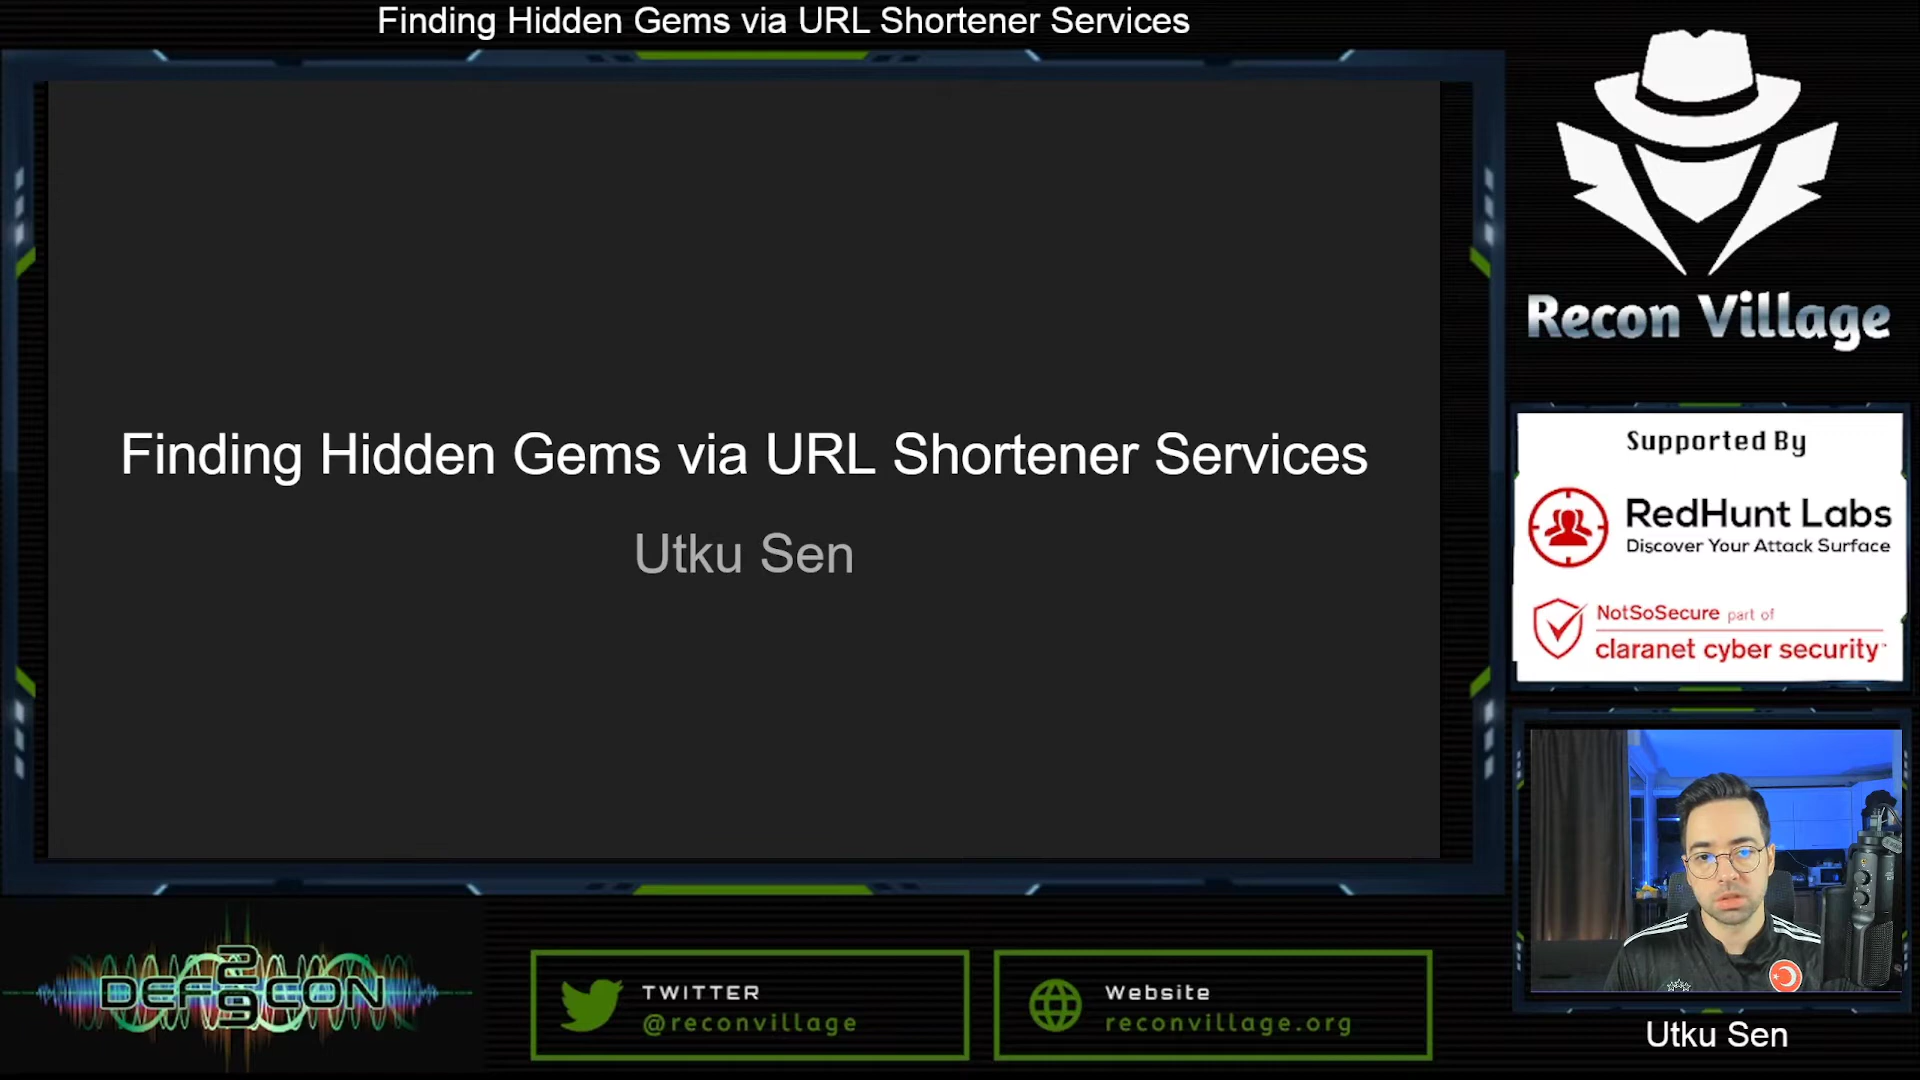 Finding Hidden Gems via URL Shortener Services
Finding Hidden Gems via URL Shortener Services
Utku Sen
Recon Village
Supported By
RedHunt Labs
Discover Your Attack Surface
NotSoSecure part of
claranet cyber security™
DEF CON
29
TWITTER
@reconvillage
Website
reconvillage.org
Utku Sen